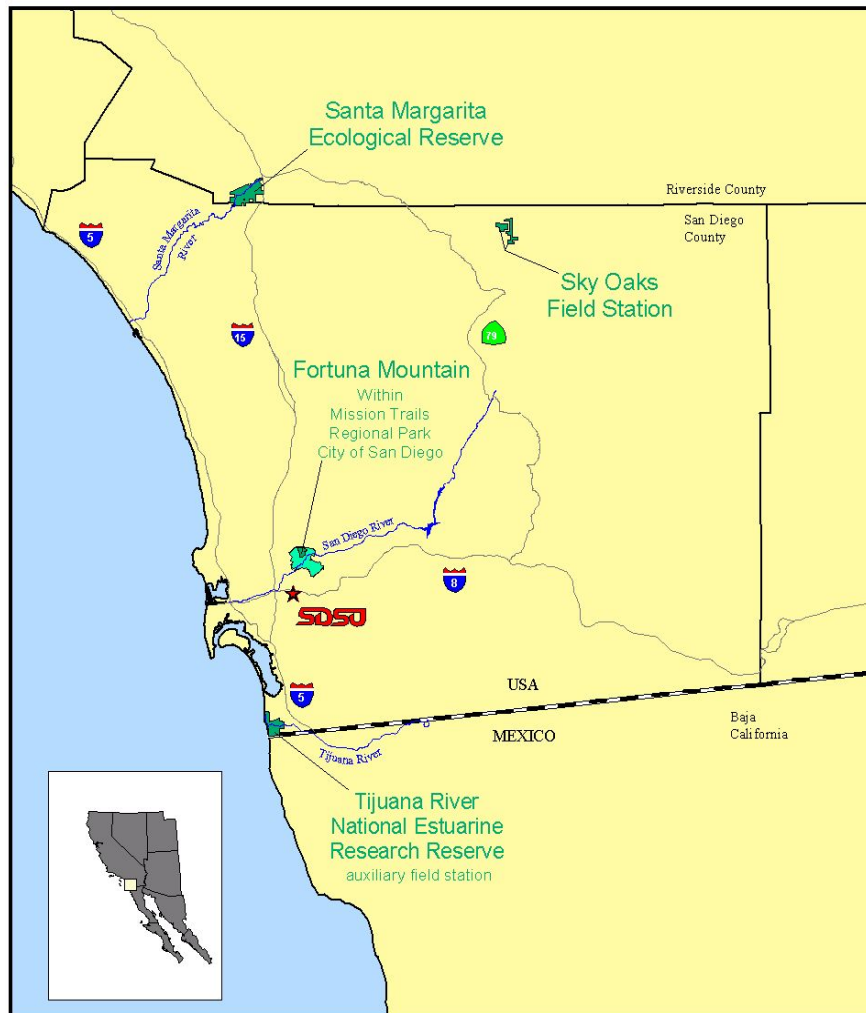 Santa Margarita
Ecological Reserve
Riverside County
San Diego
County
5
Santa Margarita
River
Sky Oaks
Field Station
15
79
Fortuna Mountain
Within
Mission Trails
Regional Park
City of San Diego
San Diego River
8
SDSU
5
USA
MEXICO
Baja
California
Tijuana River
Tijuana River
National Estuarine
Research Reserve
auxiliary field station